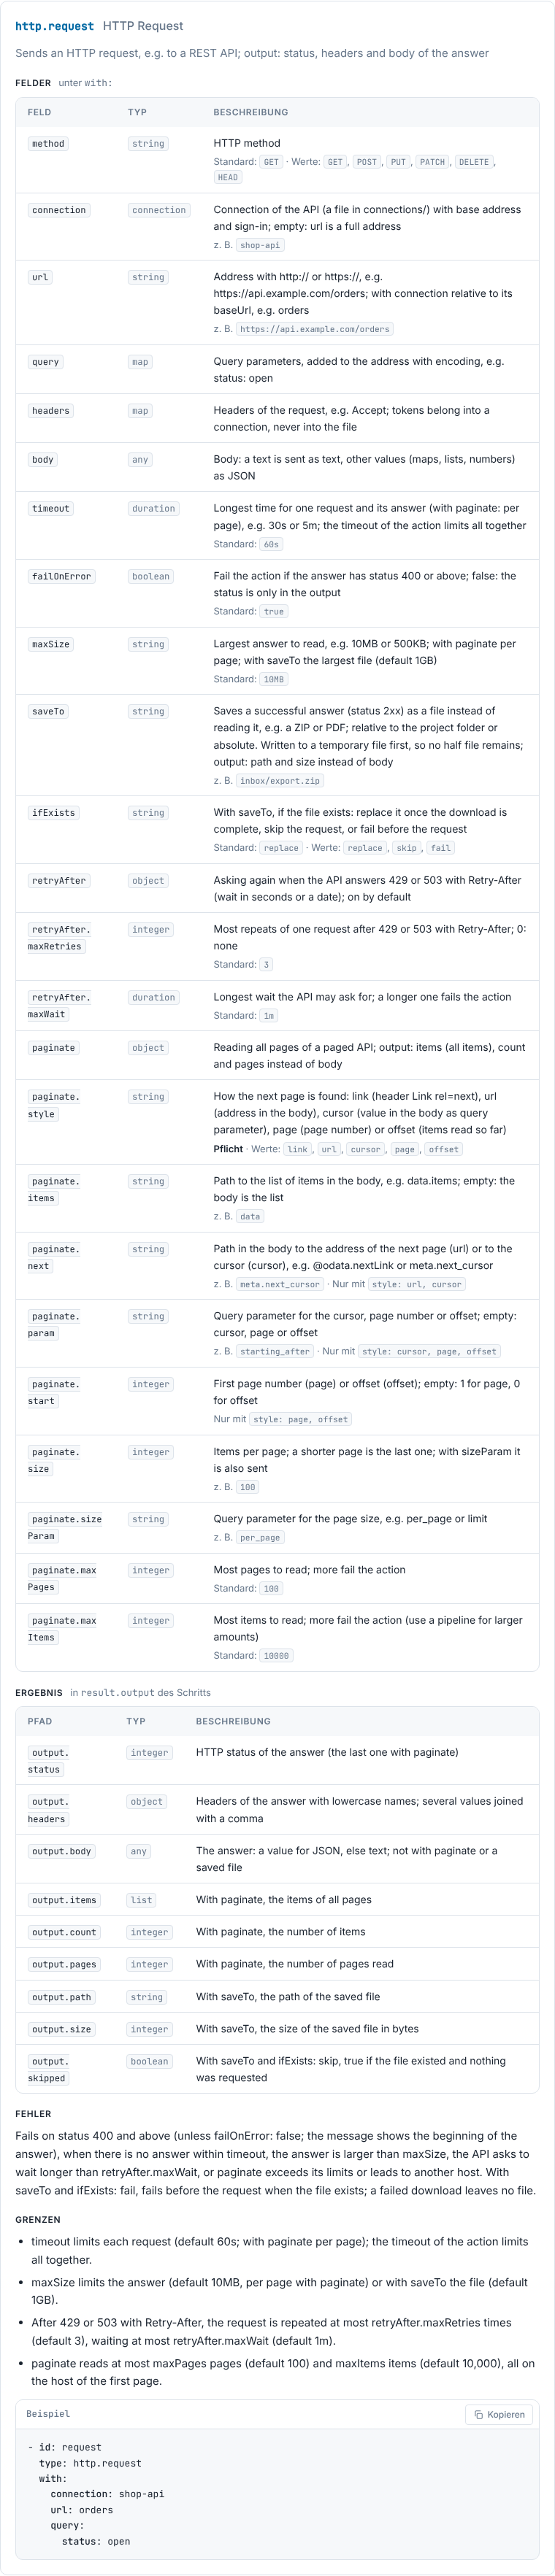 http.request HTTP Request
Sends an HTTP request, e.g. to a REST API; output: status, headers and body of the answer
FELDER unter with:
FELD TYP BESCHREIBUNG
method string HTTP method
Standard: GET · Werte: GET, POST, PUT, PATCH, DELETE,
HEAD
connection connection Connection of the API (a file in connections/) with base address
and sign-in; empty: url is a full address
z. B. shop-api
url string Address with http:// or https://, e.g.
https://api.example.com/orders; with connection relative to its
baseUrl, e.g. orders
z. B. https://api.example.com/orders
query map Query parameters, added to the address with encoding, e.g.
status: open
headers map Headers of the request, e.g. Accept; tokens belong into a
connection, never into the file
body any Body: a text is sent as text, other values (maps, lists, numbers)
as JSON
timeout duration Longest time for one request and its answer (with paginate: per
page), e.g. 30s or 5m; the timeout of the action limits all together
Standard: 60s
failOnError boolean Fail the action if the answer has status 400 or above; false: the
status is only in the output
Standard: true
maxSize string Largest answer to read, e.g. 10MB or 500KB; with paginate per
page; with saveTo the largest file (default 1GB)
Standard: 10MB
saveTo string Saves a successful answer (status 2xx) as a file instead of
reading it, e.g. a ZIP or PDF; relative to the project folder or
absolute. Written to a temporary file first, so no half file remains;
output: path and size instead of body
z. B. inbox/export.zip
ifExists string With saveTo, if the file exists: replace it once the download is
complete, skip the request, or fail before the request
Standard: replace · Werte: replace, skip, fail
retryAfter object Asking again when the API answers 429 or 503 with Retry-After
(wait in seconds or a date); on by default
retryAfter. integer Most repeats of one request after 429 or 503 with Retry-After; 0:
maxRetries none
Standard: 3
retryAfter. duration Longest wait the API may ask for; a longer one fails the action
maxWait Standard: 1m
paginate object Reading all pages of a paged API; output: items (all items), count
and pages instead of body
paginate. string How the next page is found: link (header Link rel=next), url
style (address in the body), cursor (value in the body as query
parameter), page (page number) or offset (items read so far)
Pflicht · Werte: link, url, cursor, page, offset
paginate. string Path to the list of items in the body, e.g. data.items; empty: the
items body is the list
z. B. data
paginate. string Path in the body to the address of the next page (url) or to the
next cursor (cursor), e.g. @odata.nextLink or meta.next_cursor
z. B. meta.next_cursor · Nur mit style: url, cursor
paginate. string Query parameter for the cursor, page number or offset; empty:
param cursor, page or offset
z. B. starting_after · Nur mit style: cursor, page, offset
paginate. integer First page number (page) or offset (offset); empty: 1 for page, 0
start for offset
Nur mit style: page, offset
paginate. integer Items per page; a shorter page is the last one; with sizeParam it
size is also sent
z. B. 100
paginate.size string Query parameter for the page size, e.g. per_page or limit
Param z. B. per_page
paginate.max integer Most pages to read; more fail the action
Pages Standard: 100
paginate.max integer Most items to read; more fail the action (use a pipeline for larger
Items amounts)
Standard: 10000
ERGEBNIS in result.output des Schritts
PFAD TYP BESCHREIBUNG
output. integer HTTP status of the answer (the last one with paginate)
status
output. object Headers of the answer with lowercase names; several values joined
headers with a comma
output.body any The answer: a value for JSON, else text; not with paginate or a
saved file
output.items list With paginate, the items of all pages
output.count integer With paginate, the number of items
output.pages integer With paginate, the number of pages read
output.path string With saveTo, the path of the saved file
output.size integer With saveTo, the size of the saved file in bytes
output. boolean With saveTo and ifExists: skip, true if the file existed and nothing
skipped was requested
FEHLER
Fails on status 400 and above (unless failOnError: false; the message shows the beginning of the
answer), when there is no answer within timeout, the answer is larger than maxSize, the API asks to
wait longer than retryAfter.maxWait, or paginate exceeds its limits or leads to another host. With
saveTo and ifExists: fail, fails before the request when the file exists; a failed download leaves no file.
GRENZEN
• timeout limits each request (default 60s; with paginate per page); the timeout of the action limits
all together.
• maxSize limits the answer (default 10MB, per page with paginate) or with saveTo the file (default
1GB).
• After 429 or 503 with Retry-After, the request is repeated at most retryAfter.maxRetries times
(default 3), waiting at most retryAfter.maxWait (default 1m).
• paginate reads at most maxPages pages (default 100) and maxItems items (default 10,000), all on
the host of the first page.
Beispiel Kopieren
- id: request
type: http.request
with:
connection: shop-api
url: orders
query:
status: open